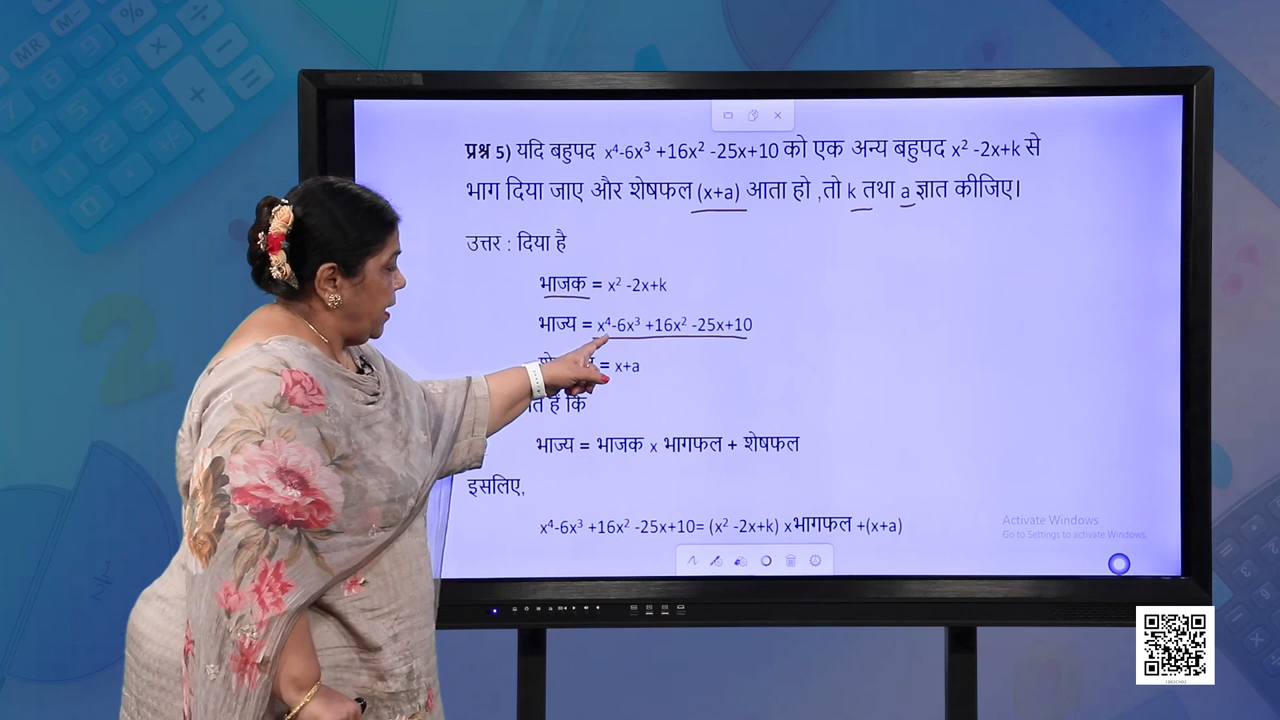 प्रश्न 5) यदि बहुपद x⁴-6x³ +16x² -25x+10 को एक अन्य बहुपद x² -2x+k से
भाग दिया जाए और शेषफल (x+a) आता हो ,तो k तथा a ज्ञात कीजिए।
उत्तर : दिया है
भाजक = x² -2x+k
भाज्य = x⁴-6x³ +16x² -25x+10
= x+a
हैं कि
भाज्य = भाजक x भागफल + शेषफल
इसलिए,
x⁴-6x³ +16x² -25x+10= (x² -2x+k) xभागफल +(x+a)
Activate Windows
Go to Settings to activate Windows.